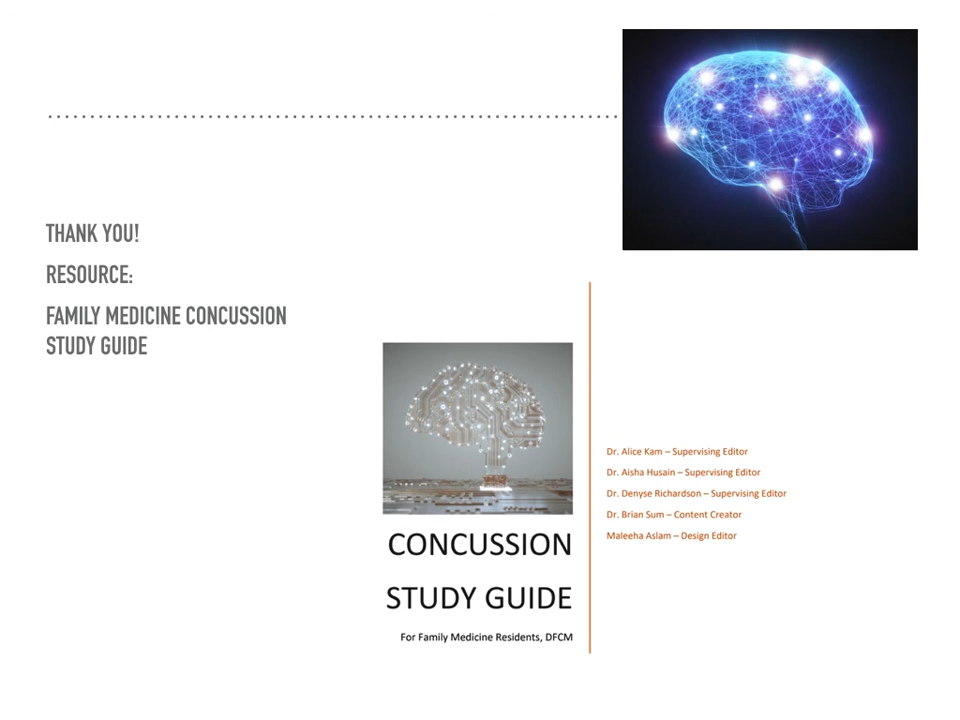 THANK YOU!
RESOURCE:
FAMILY MEDICINE CONCUSSION
STUDY GUIDE
CONCUSSION
STUDY GUIDE
For Family Medicine Residents, DFCM
Dr. Alice Kam – Supervising Editor
Dr. Aisha Husain – Supervising Editor
Dr. Denyse Richardson – Supervising Editor
Dr. Brian Sum – Content Creator
Maleeha Aslam – Design Editor